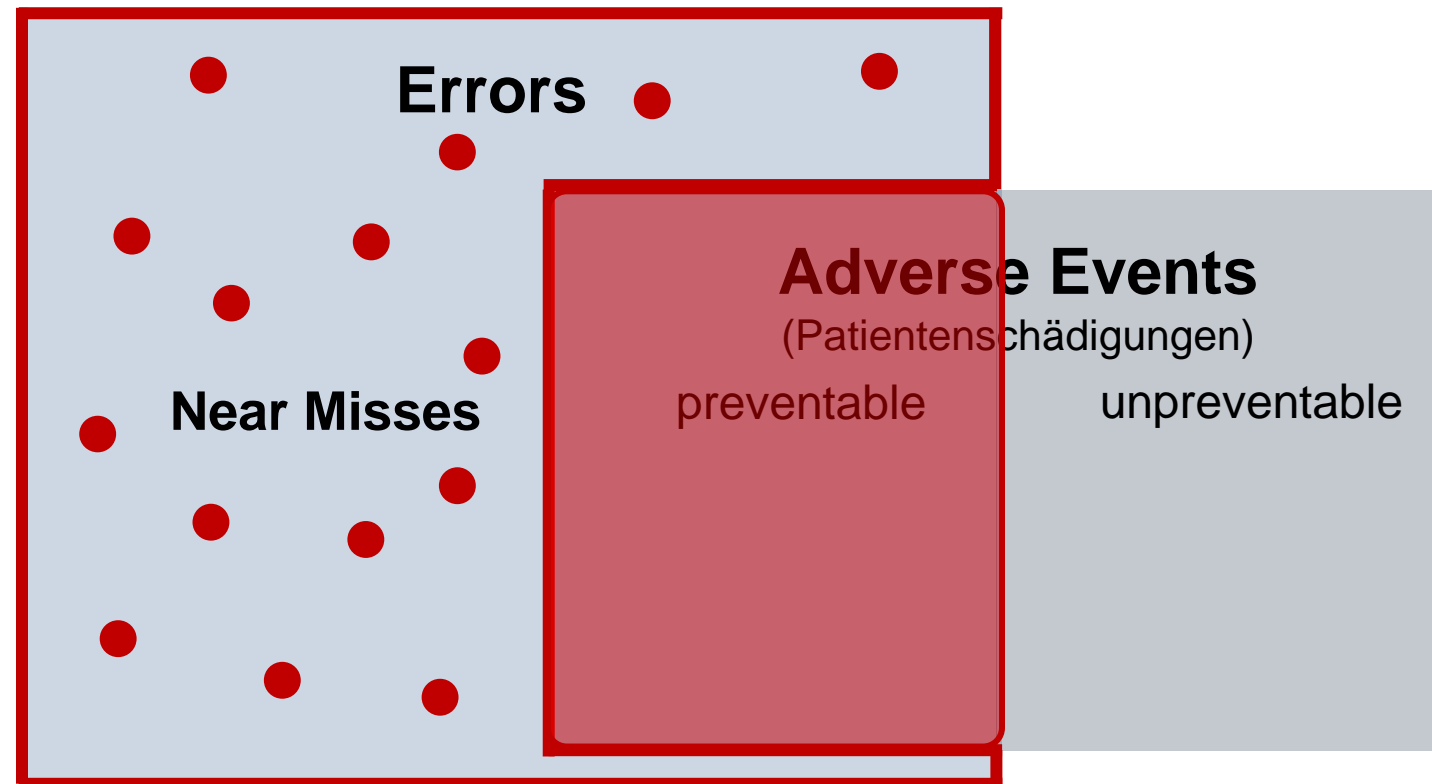 Errors
Adverse Events
(Patientenschädigungen)
Near Misses
preventable
unpreventable